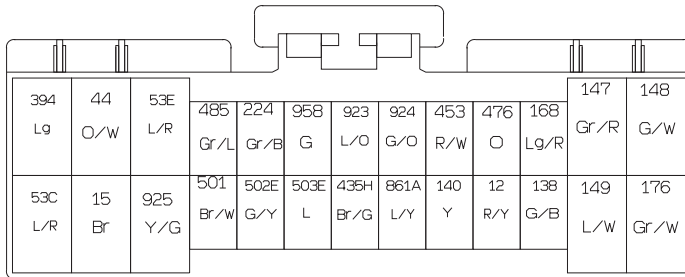 394 44 53E 485 224 958 923 924 453 476 168 147 148
Lg O/W L/R Gr/L Gr/B G L/O G/O R/W O Lg/R Gr/R G/W
53C 15 925 501 502E 503E 435H 861A 140 12 138 149 176
L/R Br Y/G Br/W G/Y L Br/G L/Y Y R/Y G/B L/W Gr/W